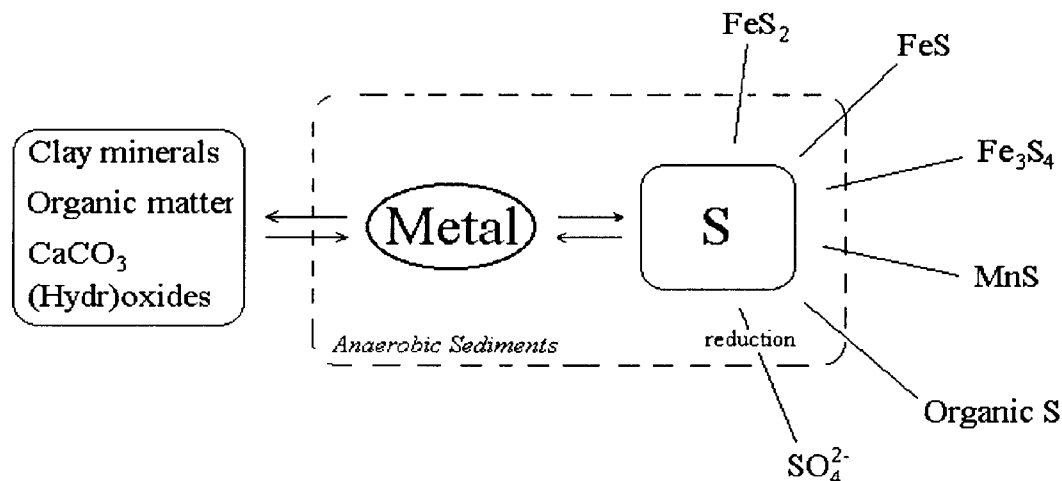 FeS₂
FeS
Clay minerals
Organic matter
CaCO₃
(Hydr)oxides
Metal
S
Fe₃S₄
MnS
Anaerobic Sediments
reduction
Organic S
SO₄²⁻